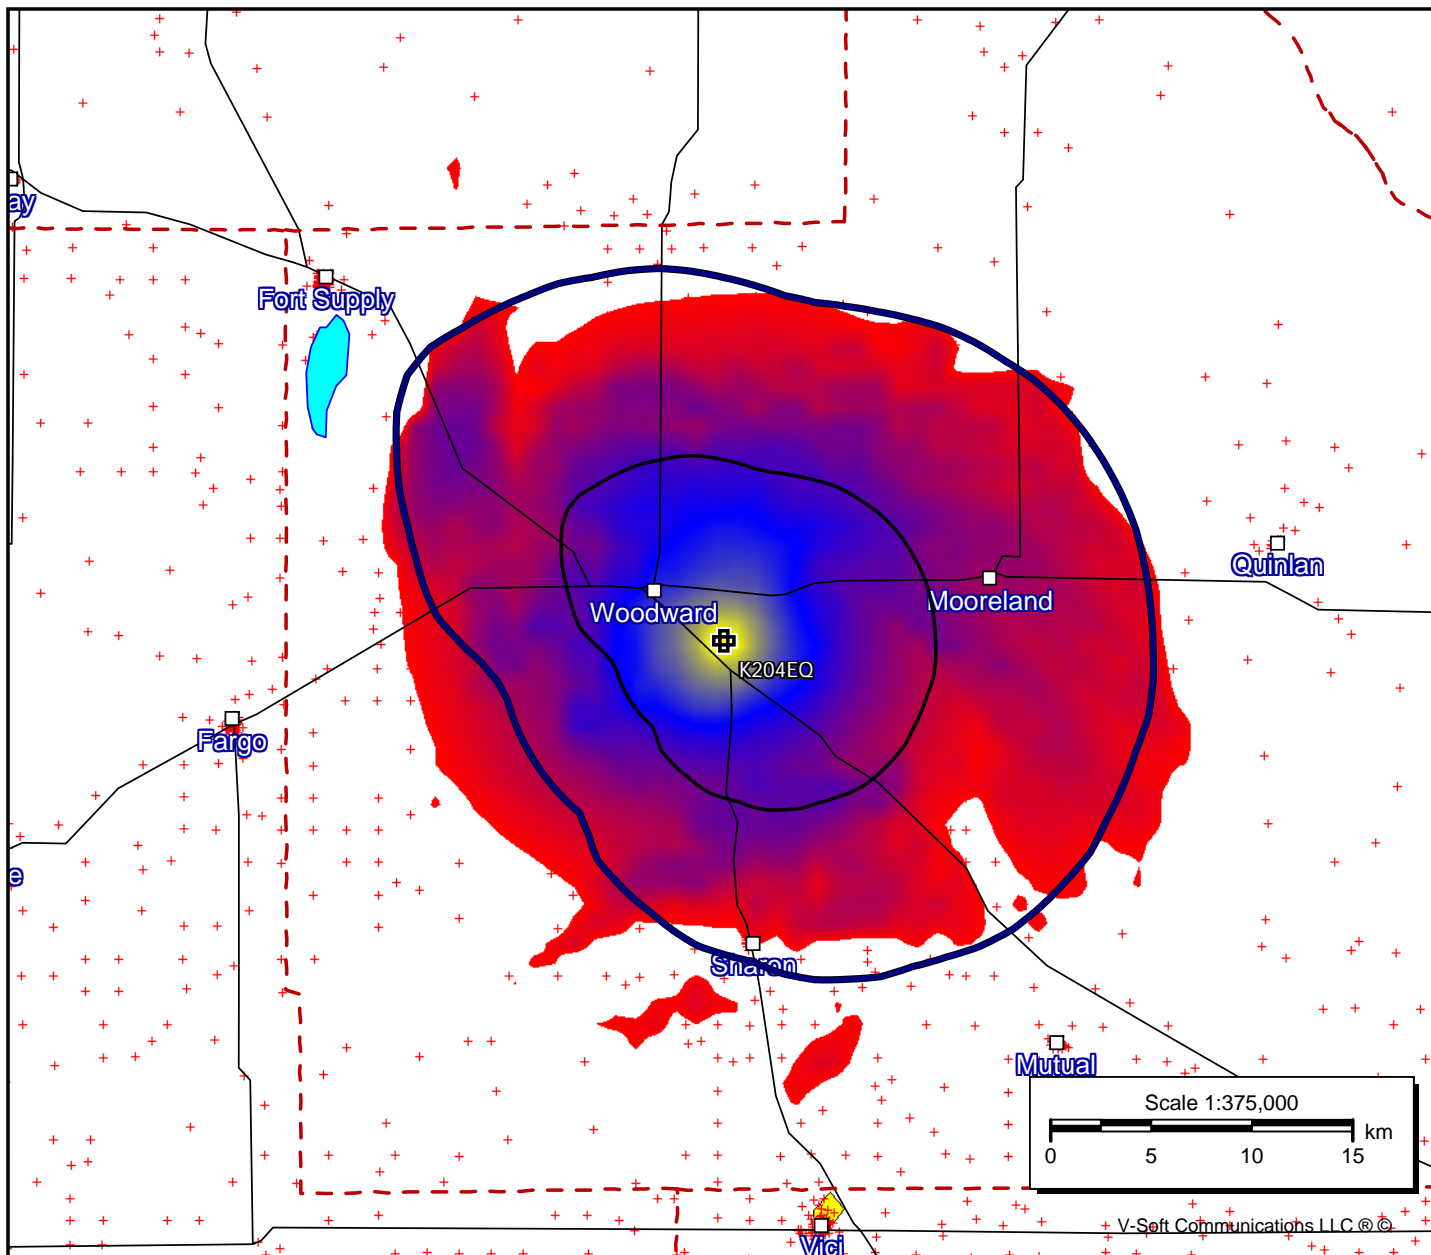 ay
Fort Supply
Quinlan
Woodward
Mooreland
K204EQ
Fargo
e
Sharon
Mutual
Scale 1:375,000
km
0 5 10 15
V-Soft Communications LLC ® ©
Vici